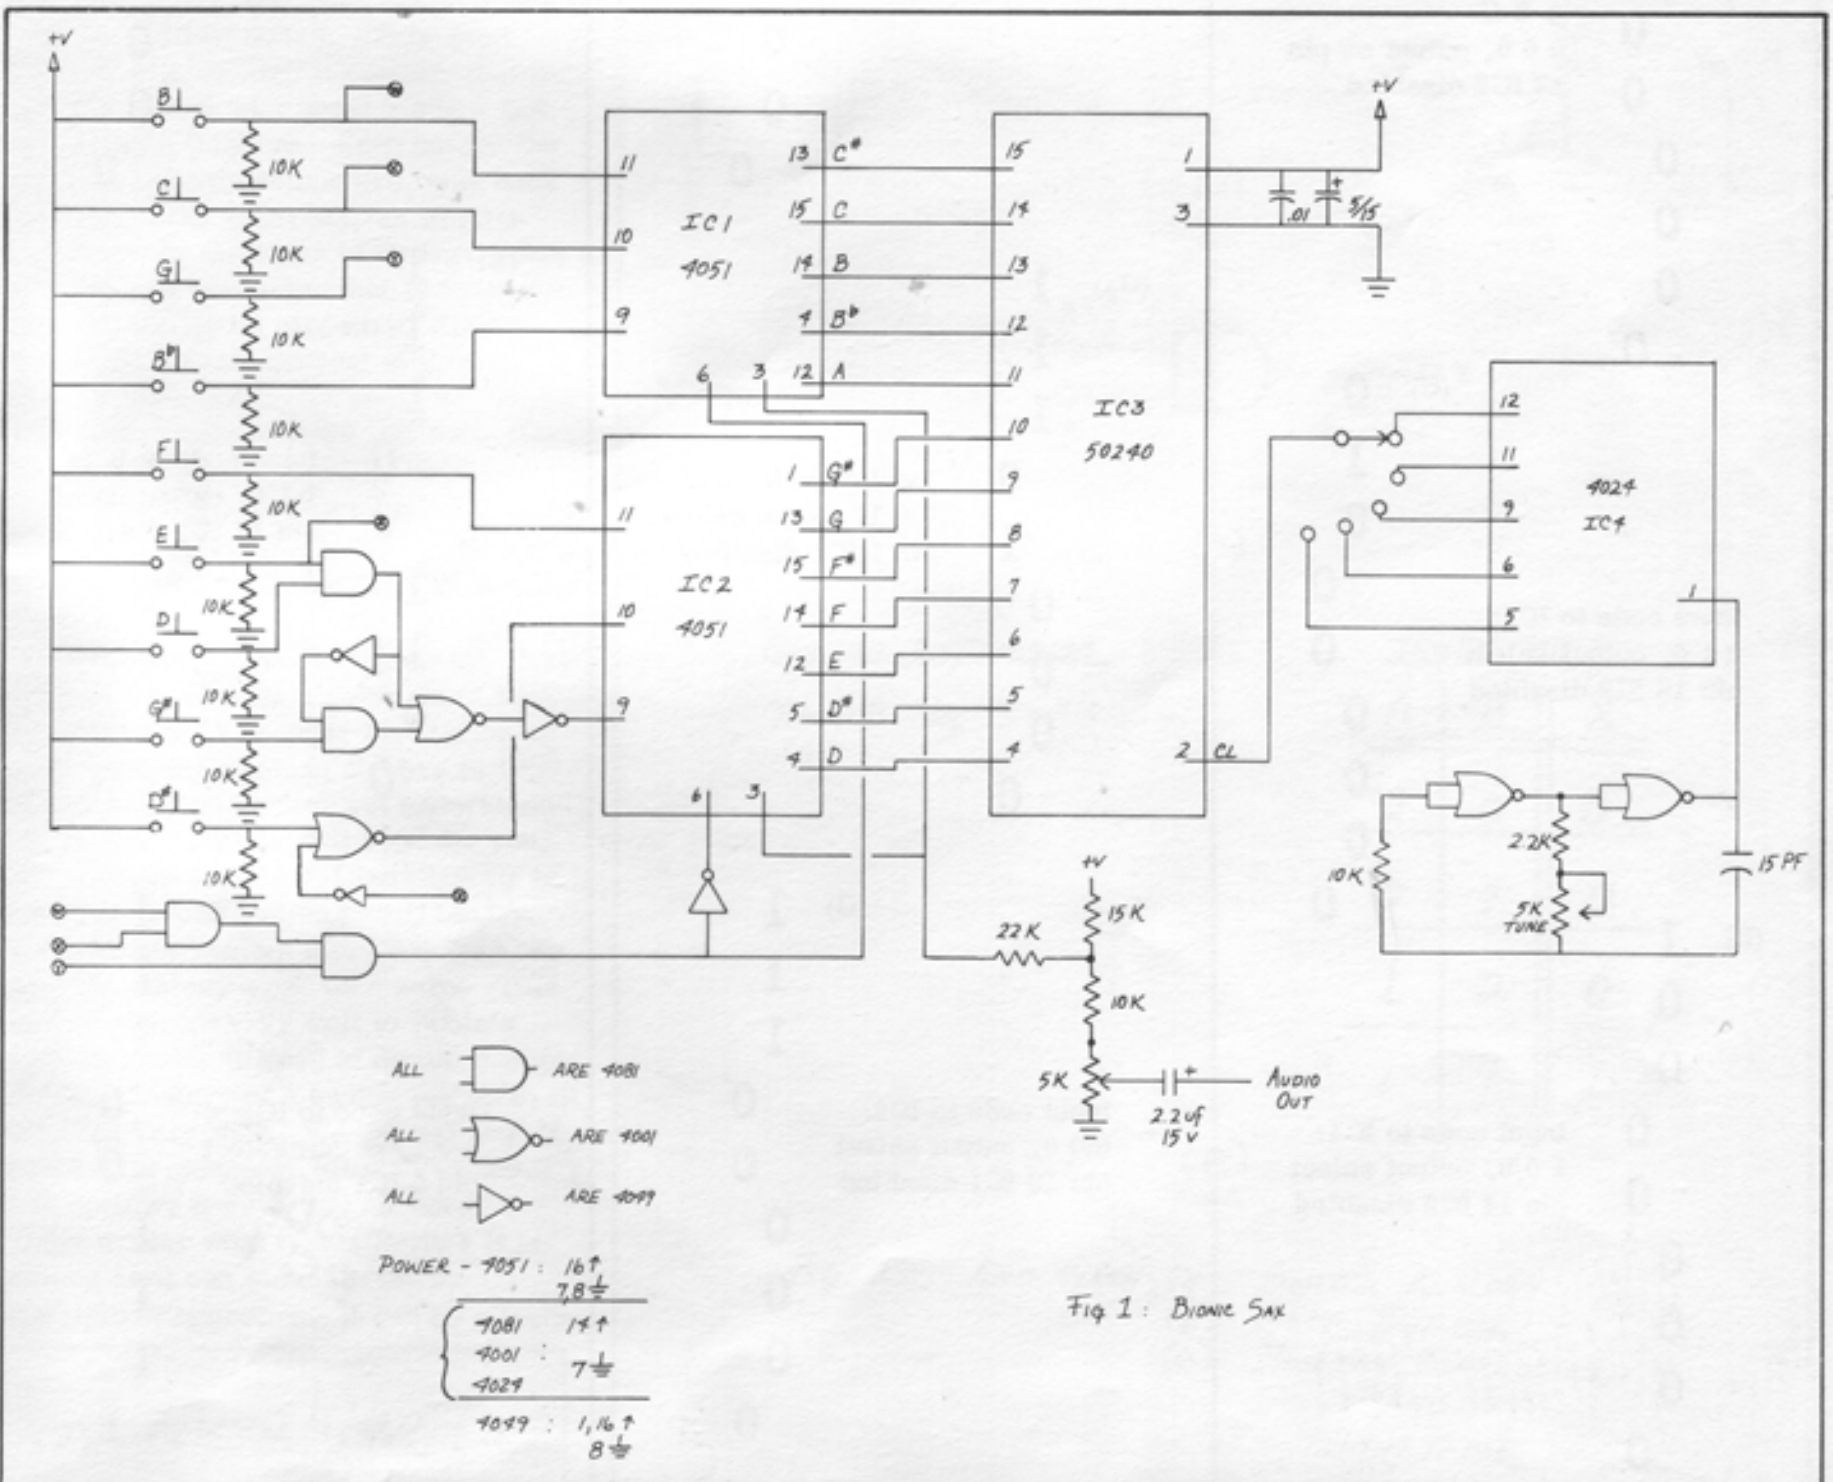 +V
B
10K
C
10K
G
10K
B♭
10K
F
10K
E
10K
D
10K
G#
10K
D#
10K
IC1
4051
11
10
9
13 C#
15 C
14 B
4 B♭
12 A
6
3
IC2
4051
11
10
9
1 G#
13 G
15 F#
14 F
12 E
5 D#
4 D
6
3
IC3
50240
15
14
13
12
11
10
9
8
7
6
5
4
1
3
2 CL
+V
.01
5/15
4024
IC4
12
11
9
6
5
1
10K
2.2K
5K
TUNE
15 PF
+V
15K
22K
10K
5K
2.2 uf
15 V
+
AUDIO
OUT
ALL ARE 4081
ALL ARE 4001
ALL ARE 4049
POWER - 4051 : 16↑
7,8
4081 14↑
4001 :
7
4024
4049 : 1,16 ↑
8
Fig 1 : BIONIC SAX